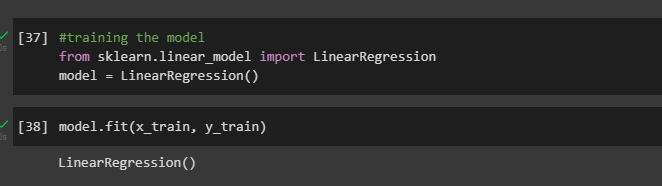 [37] #training the model
from sklearn.linear_model import LinearRegression
model = LinearRegression()
[38] model.fit(x_train, y_train)
LinearRegression()